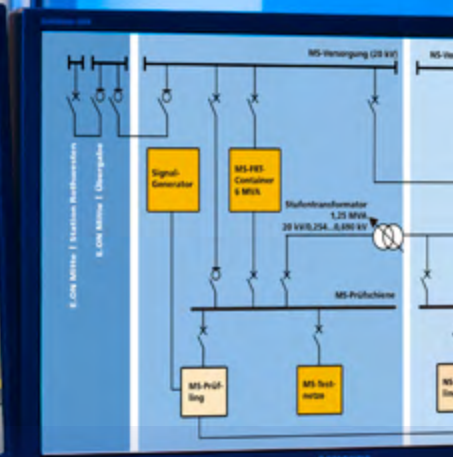 MS-Versorgung (20 kV)
E.ON Mitte | Station Rothwesten
E.ON Mitte | Übergabe
Signal-
Generator
MS-FRT-
Container
6 MVA
Stufentransformator
1,25 MVA
20 kV/0,254...0,690 kV
MS-Prüfschiene
MS-Prüf-
ling
MS-Test-
netze